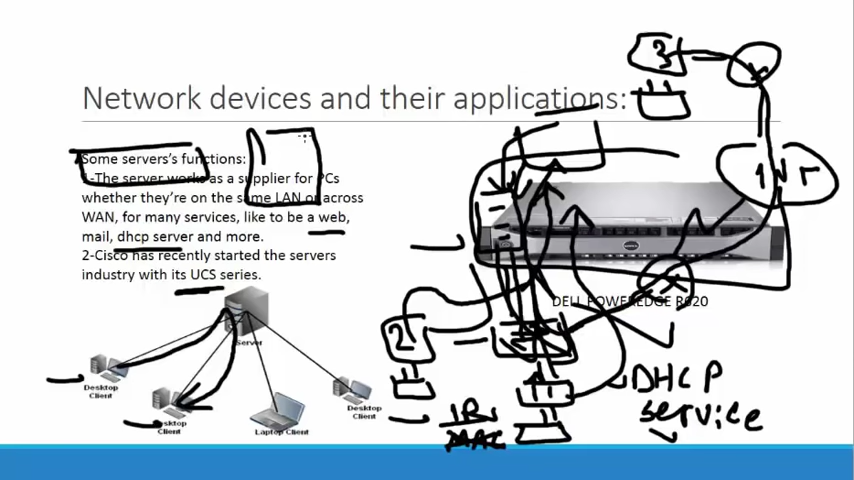 Network devices and their applications:
Some servers's functions:
1-The server works as a supplier for PCs
whether they're on the same LAN or across
WAN, for many services, like to be a web,
mail, dhcp server and more.
2-Cisco has recently started the servers
industry with its UCS series.
Server
Desktop
Client
Desktop
Client
Laptop Client
Desktop
Client
DELL POWEREDGE R620
3
2
DHCP
service